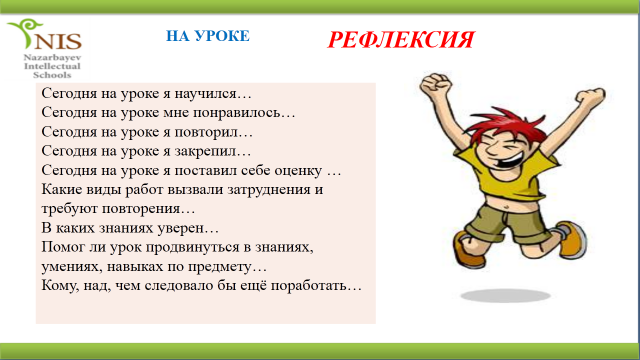 NIS
Nazarbayev
Intellectual
Schools
НА УРОКЕ
РЕФЛЕКСИЯ
Сегодня на уроке я научился…
Сегодня на уроке мне понравилось…
Сегодня на уроке я повторил…
Сегодня на уроке я закрепил…
Сегодня на уроке я поставил себе оценку …
Какие виды работ вызвали затруднения и
требуют повторения…
В каких знаниях уверен…
Помог ли урок продвинуться в знаниях,
умениях, навыках по предмету…
Кому, над, чем следовало бы ещё поработать…